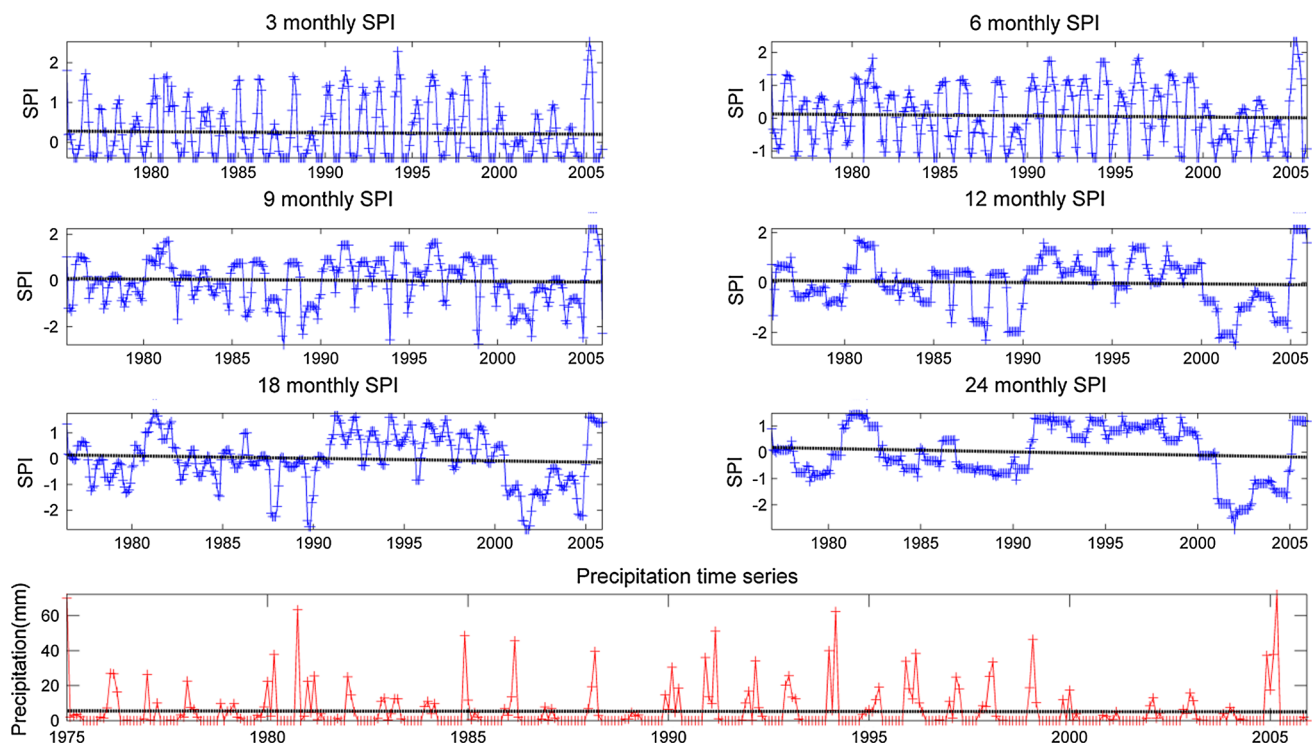 3 monthly SPI
6 monthly SPI
SPI
2
1
0
1980 1985 1990 1995 2000 2005
SPI
2
1
0
-1
1980 1985 1990 1995 2000 2005
9 monthly SPI
12 monthly SPI
SPI
2
0
-2
1980 1985 1990 1995 2000 2005
SPI
2
0
-2
1980 1985 1990 1995 2000 2005
18 monthly SPI
24 monthly SPI
SPI
1
0
-1
-2
1980 1985 1990 1995 2000 2005
SPI
1
0
-1
-2
1980 1985 1990 1995 2000 2005
Precipitation time series
Precipitation(mm)
60
40
20
0
1975 1980 1985 1990 1995 2000 2005